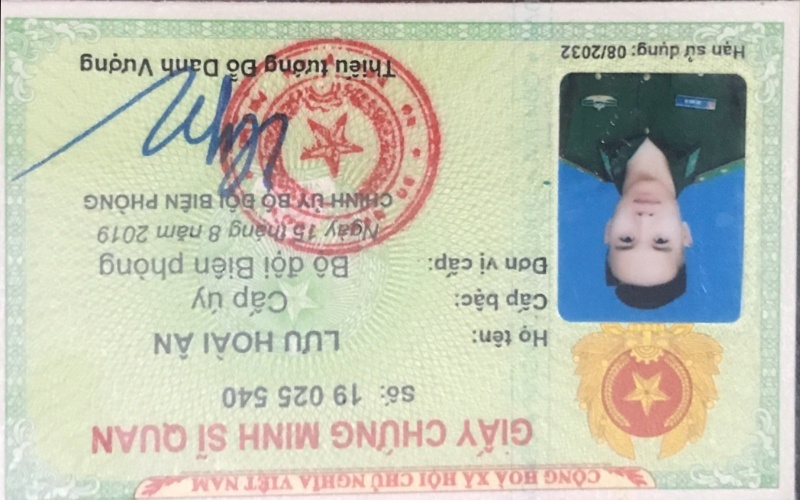 CỘNG HOÀ XÃ HỘI CHỦ NGHĨA VIỆT NAM
GIẤY CHỨNG MINH SĨ QUAN
Số: 19 025 540
Họ tên: LƯU HOÀI ÂN
Cấp bậc: Cấp úy
Đơn vị cấp: Bộ đội Biên phòng
Ngày 15 tháng 8 năm 2019
CHÍNH ỦY BỘ ĐỘI BIÊN PHÒNG
Thiếu tướng Đỗ Danh Vượng
Hạn sử dụng: 08/2032